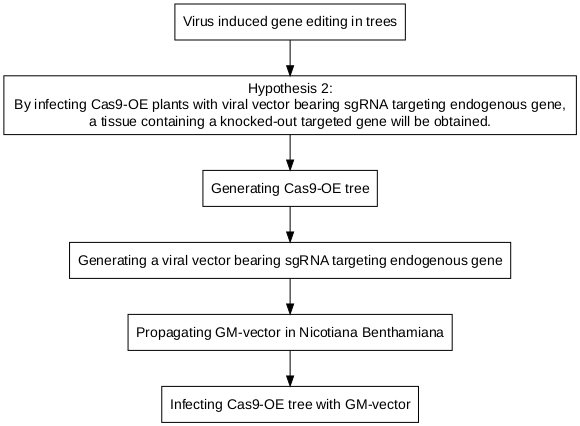 Virus induced gene editing in trees
Hypothesis 2:
By infecting Cas9-OE plants with viral vector bearing sgRNA targeting endogenous gene,
a tissue containing a knocked-out targeted gene will be obtained.
Generating Cas9-OE tree
Generating a viral vector bearing sgRNA targeting endogenous gene
Propagating GM-vector in Nicotiana Benthamiana
Infecting Cas9-OE tree with GM-vector